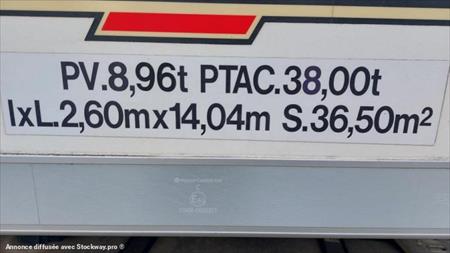 PV.8,96t PTAC.38,00t
lxL.2,60mx14,04m S.36,50m²
Annonce diffusée avec Stockway.pro ®